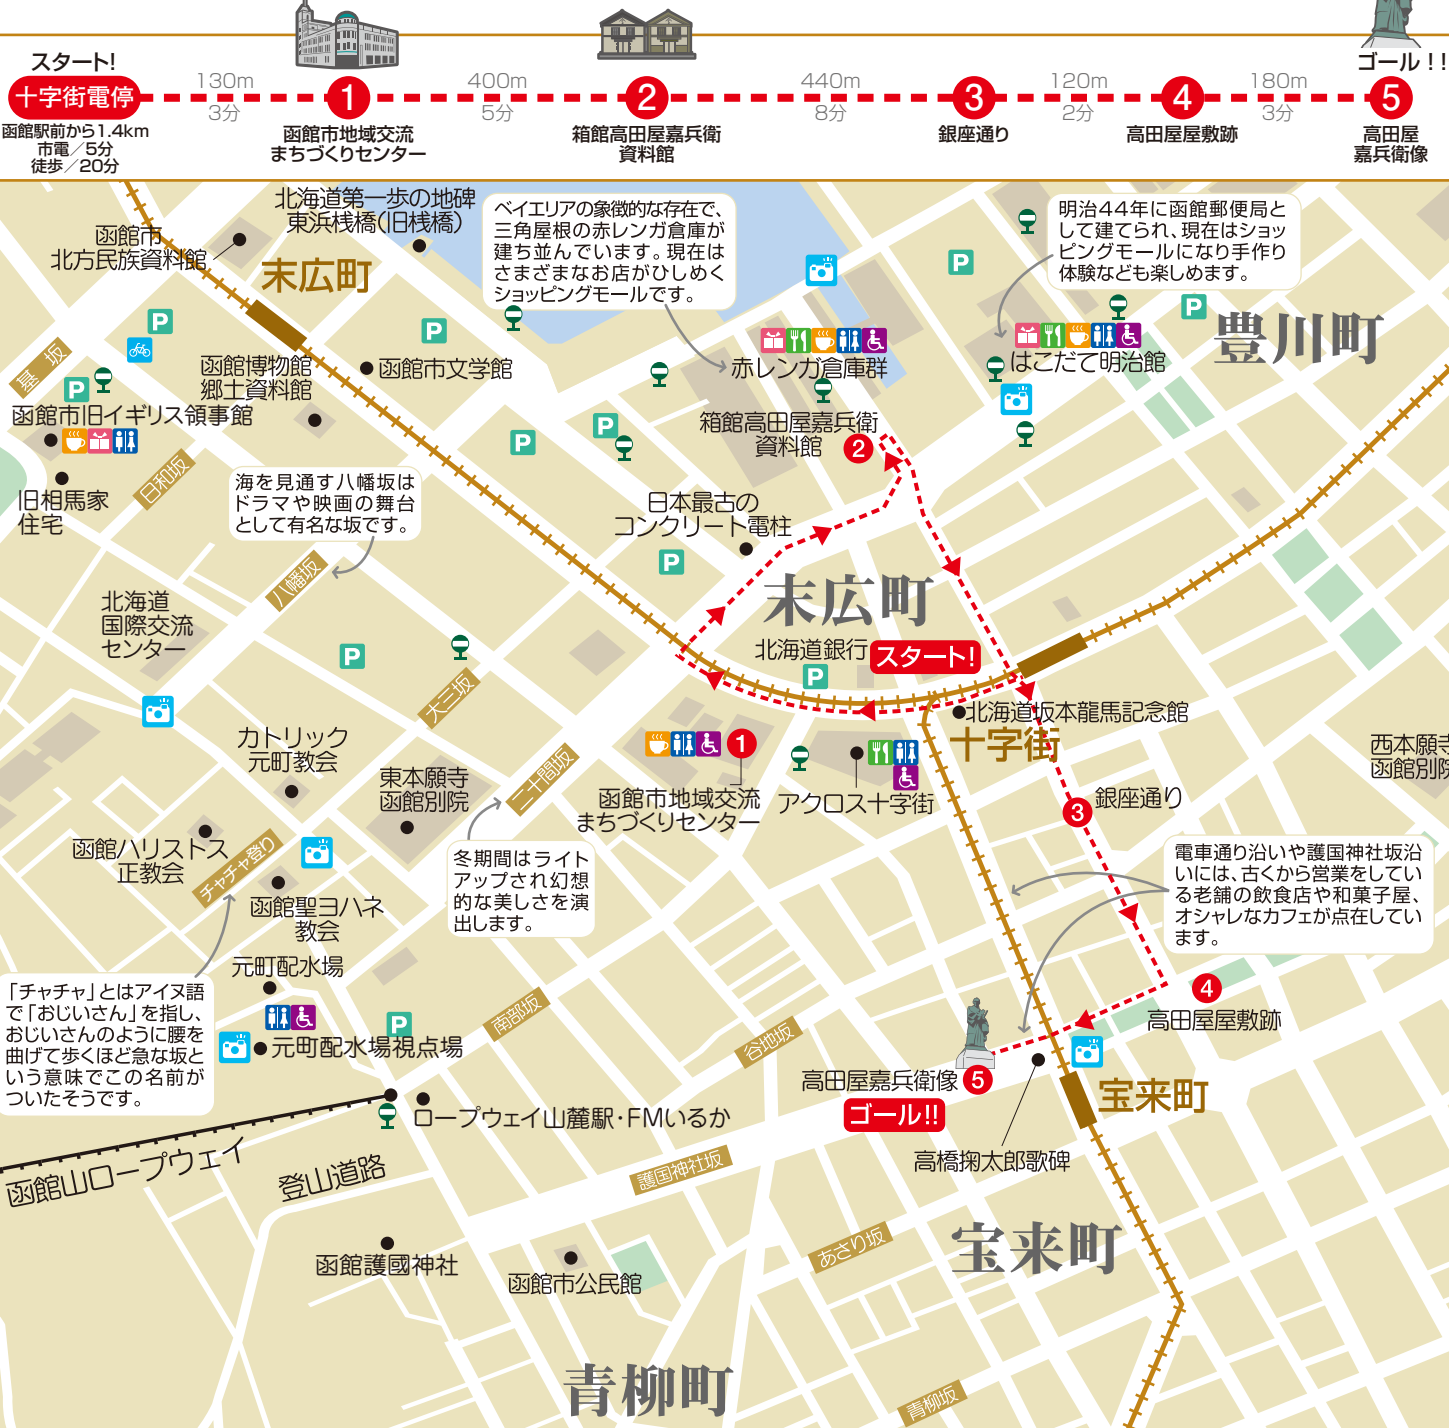 スタート!
十字街電停
函館駅前から1.4km
市電／5分
徒歩／20分
130m
3分
1
函館市地域交流
まちづくりセンター
400m
5分
2
箱館高田屋嘉兵衛
資料館
440m
8分
3
銀座通り
120m
2分
4
高田屋屋敷跡
180m
3分
ゴール!!
5
高田屋
嘉兵衛像
北海道第一歩の地碑
東浜桟橋(旧桟橋)
函館市
北方民族資料館
末広町
ベイエリアの象徴的な存在で、
三角屋根の赤レンガ倉庫が
建ち並んでいます。現在は
さまざまなお店がひしめく
ショッピングモールです。
明治44年に函館郵便局と
して建てられ、現在はショッ
ピングモールになり手作り
体験なども楽しめます。
P
P
P
P
豊川町
基坂
P
函館博物館
郷土資料館
函館市文学館
赤レンガ倉庫群
はこだて明治館
函館市旧イギリス領事館
P
P
箱館高田屋嘉兵衛
資料館
2
日和坂
旧相馬家
住宅
海を見通す八幡坂は
ドラマや映画の舞台
として有名な坂です。
日本最古の
コンクリート電柱
P
八幡坂
末広町
北海道
国際交流
センター
P
北海道銀行
スタート!
P
大三坂
北海道坂本龍馬記念館
十字街
カトリック
元町教会
1
東本願寺
函館別院
二十間坂
函館市地域交流
まちづくりセンター
アクロス十字街
西本願寺
函館別院
3
銀座通り
函館ハリストス
正教会
チャチャ登り
冬期間はライト
アップされ幻想
的な美しさを演
出します。
電車通り沿いや護国神社坂沿
いには、古くから営業をしてい
る老舗の飲食店や和菓子屋、
オシャレなカフェが点在してい
ます。
函館聖ヨハネ
教会
元町配水場
「チャチャ」とはアイヌ語
で「おじいさん」を指し、
おじいさんのように腰を
曲げて歩くほど急な坂と
いう意味でこの名前が
ついたそうです。
南部坂
4
高田屋屋敷跡
P
元町配水場視点場
谷地坂
高田屋嘉兵衛像
5
ゴール!!
宝来町
ロープウェイ山麓駅・FMいるか
函館山ロープウェイ
登山道路
護国神社坂
高橋掬太郎歌碑
宝来町
あさり坂
函館護國神社
函館市公民館
青柳町
青柳坂